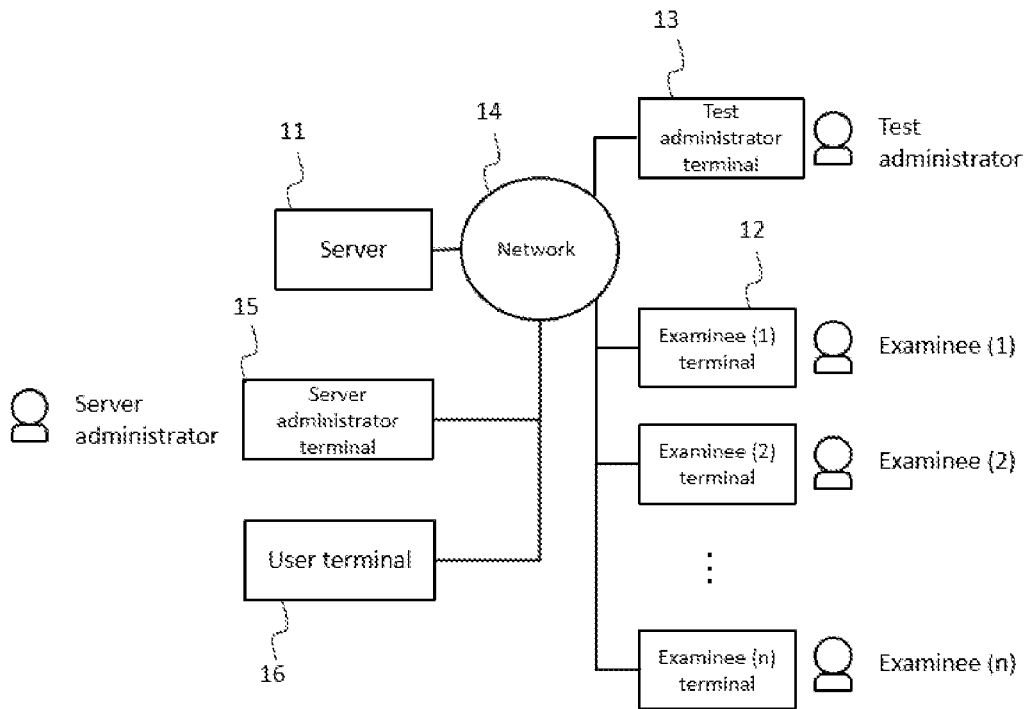 13
Test
administrator
terminal
Test
administrator
14
11
Network
Server
12
Examinee (1)
terminal
Examinee (1)
15
Server
administrator
Server
administrator
terminal
Examinee (2)
terminal
Examinee (2)
User terminal
⋮
16
Examinee (n)
terminal
Examinee (n)